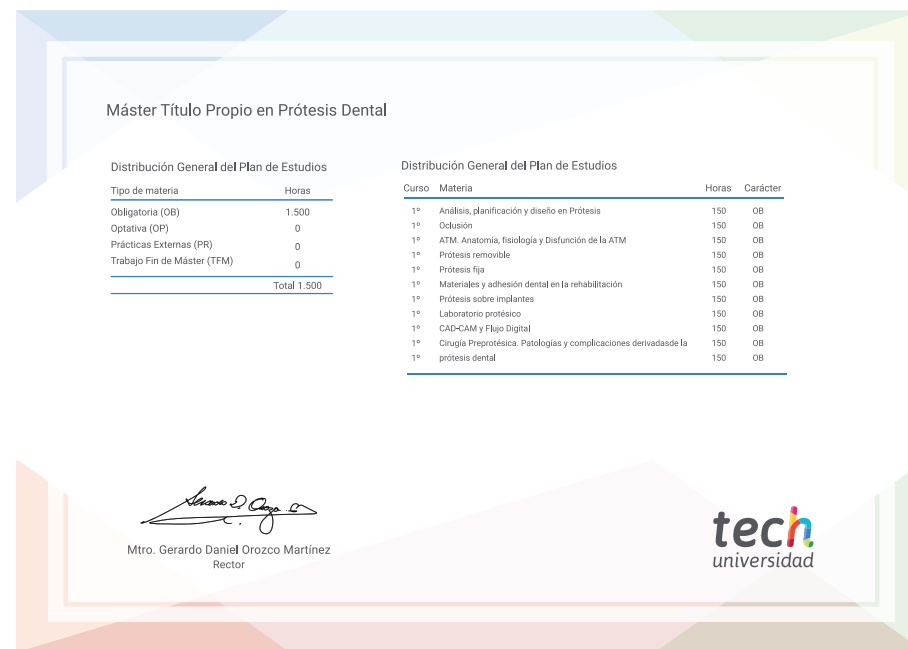 Máster Título Propio en Prótesis Dental
Distribución General del Plan de Estudios
Tipo de materia Horas
Obligatoria (OB) 1.500
Optativa (OP) 0
Prácticas Externas (PR) 0
Trabajo Fin de Máster (TFM) 0
Total 1.500
Distribución General del Plan de Estudios
Curso Materia Horas Carácter
1º Análisis, planificación y diseño en Prótesis 150 OB
1º Oclusión 150 OB
1º ATM. Anatomía, fisiología y Disfunción de la ATM 150 OB
1º Prótesis removible 150 OB
1º Prótesis fija 150 OB
1º Materiales y adhesión dental en la rehabilitación 150 OB
1º Prótesis sobre implantes 150 OB
1º Laboratorio protésico 150 OB
1º CAD-CAM y Flujo Digital 150 OB
1º Cirugía Preprotésica. Patologías y complicaciones derivadasde la 150 OB
1º prótesis dental 150 OB
Mtro. Gerardo Daniel Orozco Martínez
Rector
tech
universidad